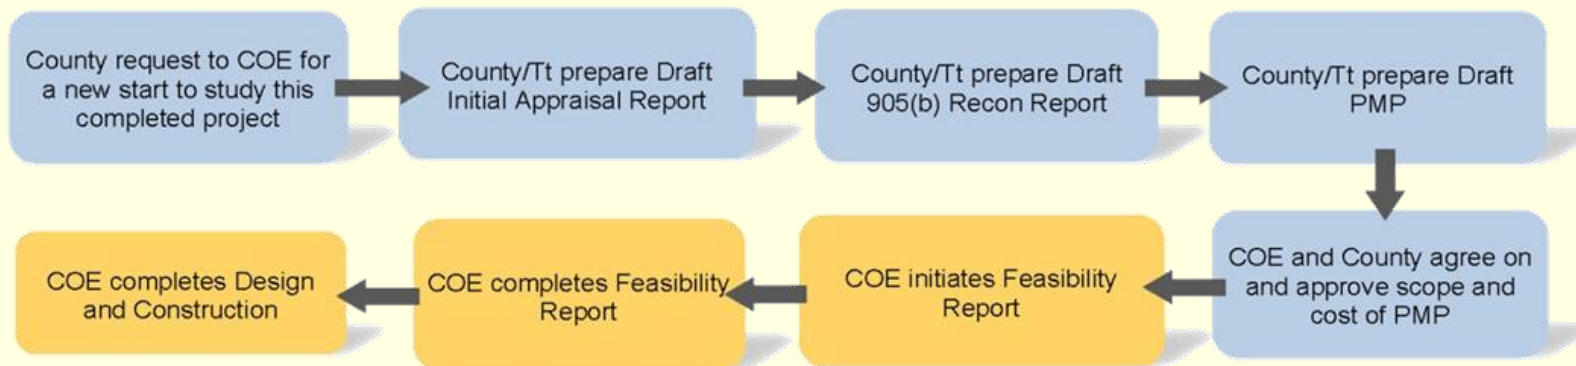 County request to COE for
a new start to study this
completed project
County/Tt prepare Draft
Initial Appraisal Report
County/Tt prepare Draft
905(b) Recon Report
County/Tt prepare Draft
PMP
COE and County agree on
and approve scope and
cost of PMP
COE initiates Feasibility
Report
COE completes Feasibility
Report
COE completes Design
and Construction